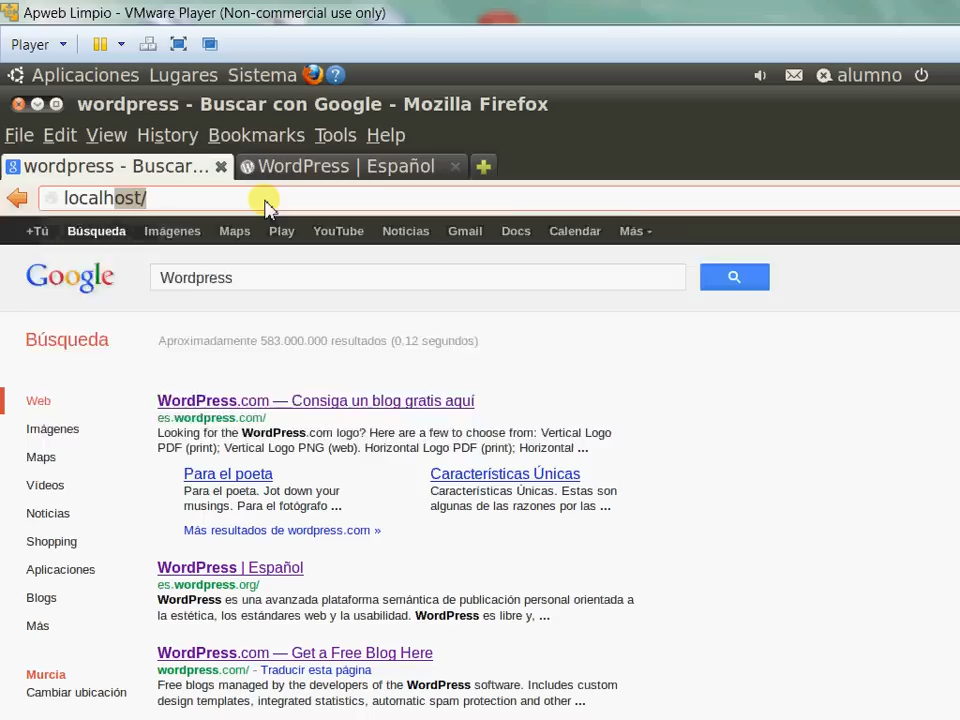 Apweb Limpio - VMware Player (Non-commercial use only)
Player
Aplicaciones Lugares Sistema alumno
wordpress - Buscar con Google - Mozilla Firefox
File Edit View History Bookmarks Tools Help
wordpress - Buscar... WordPress | Español
localhost/
+Tú Búsqueda Imágenes Maps Play YouTube Noticias Gmail Docs Calendar Más
Google Wordpress
Búsqueda Aproximadamente 583.000.000 resultados (0,12 segundos)
Web
Imágenes
Maps
Vídeos
Noticias
Shopping
Aplicaciones
Blogs
Más
Murcia
Cambiar ubicación
WordPress.com — Consiga un blog gratis aquí
es.wordpress.com/
Looking for the WordPress.com logo? Here are a few to choose from: Vertical Logo
PDF (print); Vertical Logo PNG (web). Horizontal Logo PDF (print); Horizontal ...
Para el poeta
Para el poeta. Jot down your
musings. Para el fotógrafo ...
Características Únicas
Características Únicas. Estas son
algunas de las razones por las ...
Más resultados de wordpress.com »
WordPress | Español
es.wordpress.org/
WordPress es una avanzada plataforma semántica de publicación personal orientada a
la estética, los estándares web y la usabilidad. WordPress es libre y, ...
WordPress.com — Get a Free Blog Here
wordpress.com/ - Traducir esta página
Free blogs managed by the developers of the WordPress software. Includes custom
design templates, integrated statistics, automatic spam protection and other ...